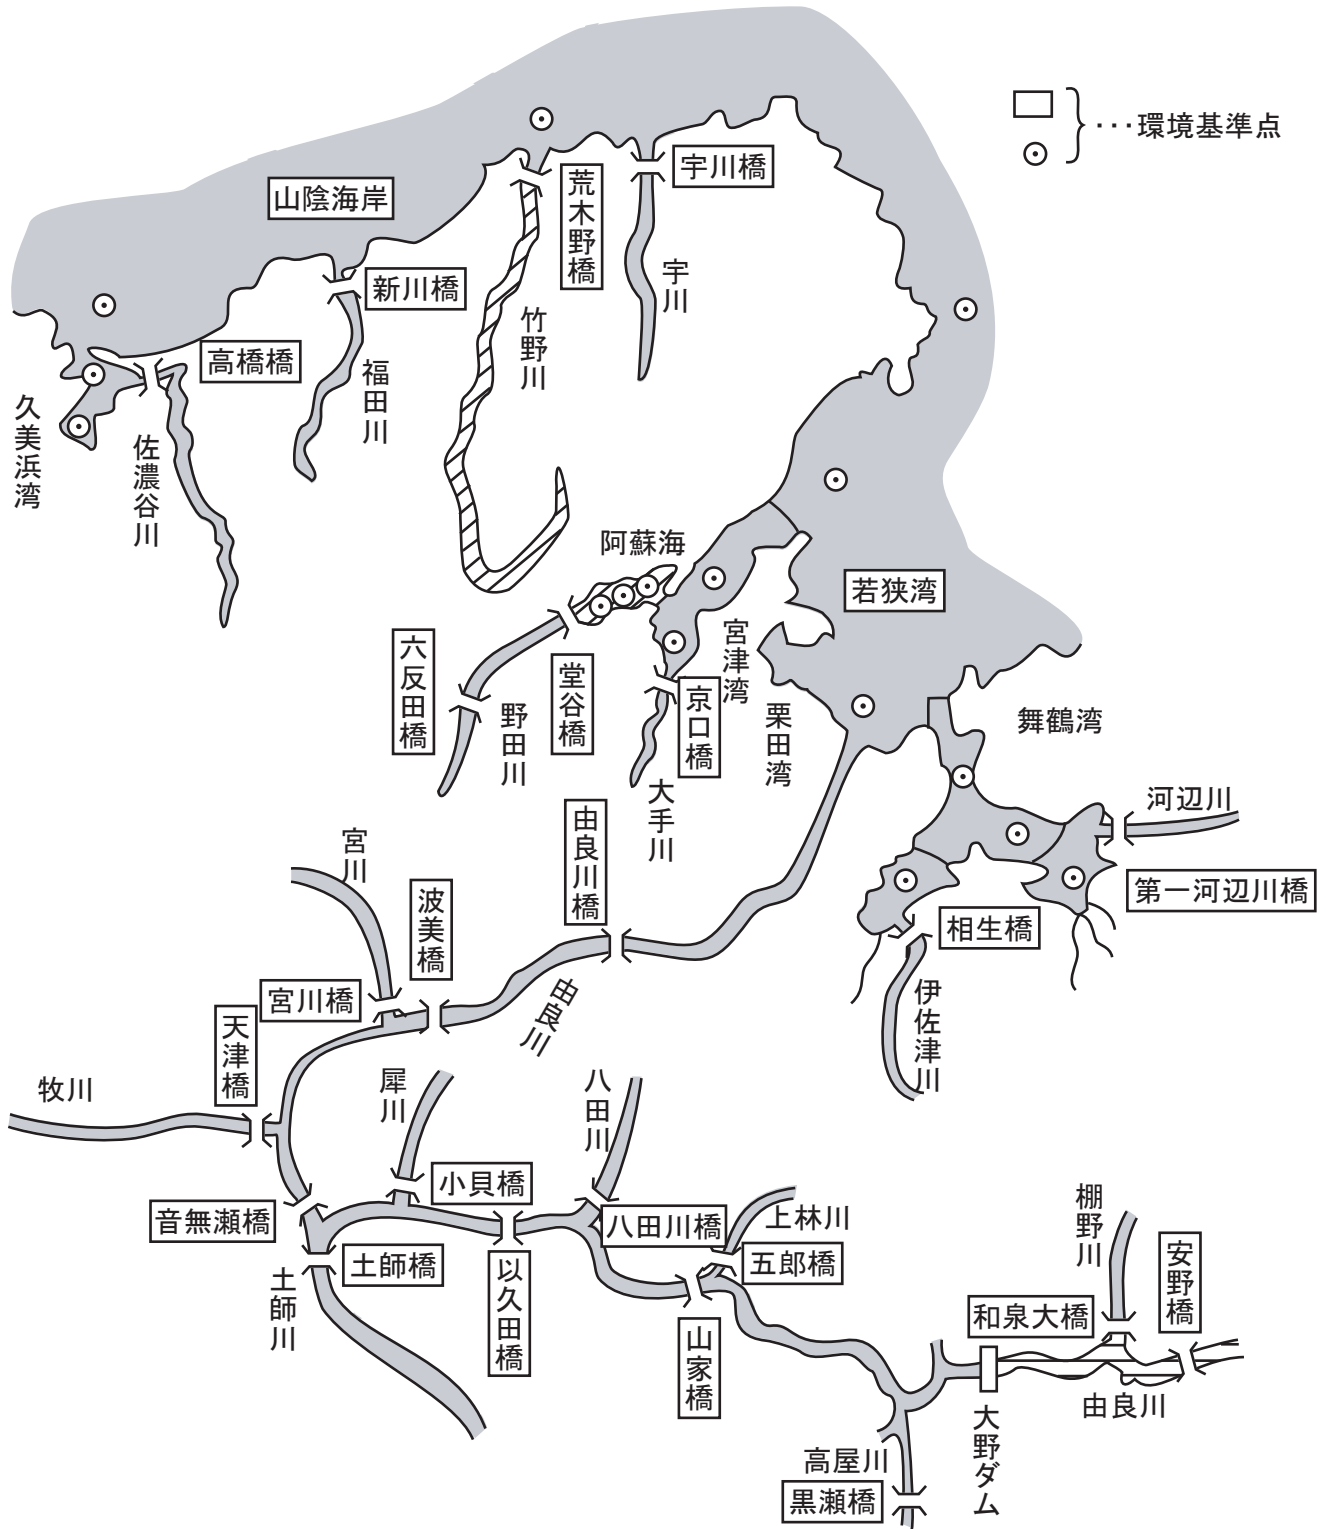 ･･･環境基準点
宇川橋
荒木野橋
山陰海岸
新川橋
宇川
竹野川
高橋橋
福田川
久美浜湾
佐濃谷川
阿蘇海
若狭湾
宮津湾
六反田橋
堂谷橋
京口橋
野田川
栗田湾
舞鶴湾
大手川
河辺川
由良川橋
宮川
第一河辺川橋
波美橋
相生橋
宮川橋
由良川
伊佐津川
天津橋
牧川
犀川
八田川
小貝橋
音無瀬橋
八田川橋
上林川
棚野川
土師橋
五郎橋
安野橋
土師川
以久田橋
和泉大橋
山家橋
由良川
大野ダム
高屋川
黒瀬橋